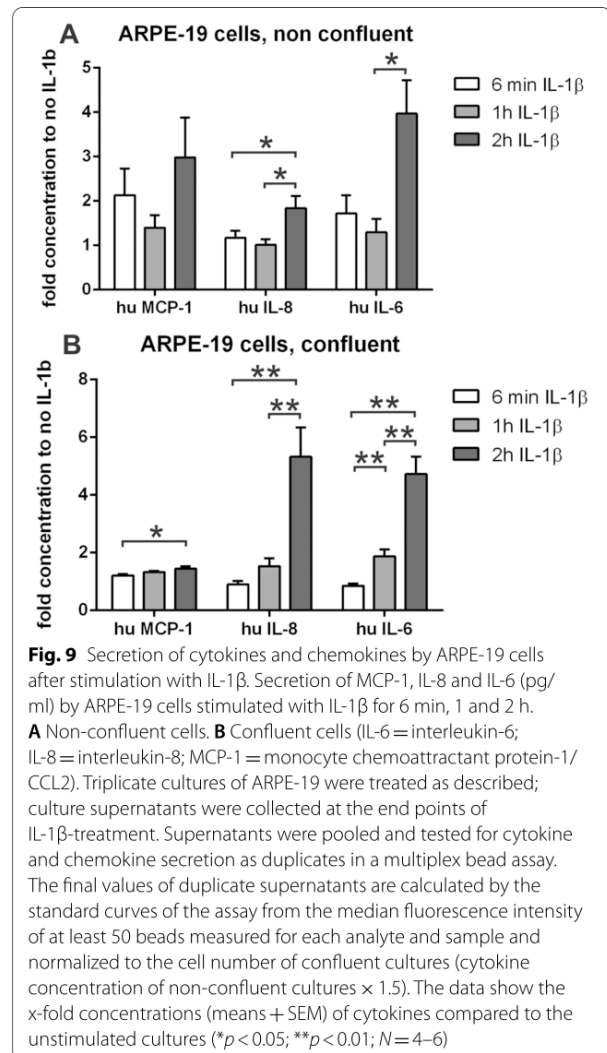 A
ARPE-19 cells, non confluent
fold concentration to no IL-1b
5
4
3
2
1
0
*
*
*
6 min IL-1β
1h IL-1β
2h IL-1β
hu MCP-1 hu IL-8 hu IL-6
B
ARPE-19 cells, confluent
fold concentration to no IL-1b
8
6
4
2
0
*
**
**
**
**
**
6 min IL-1β
1h IL-1β
2h IL-1β
hu MCP-1 hu IL-8 hu IL-6
Fig. 9 Secretion of cytokines and chemokines by ARPE-19 cells
after stimulation with IL-1β. Secretion of MCP-1, IL-8 and IL-6 (pg/
ml) by ARPE-19 cells stimulated with IL-1β for 6 min, 1 and 2 h.
A Non-confluent cells. B Confluent cells (IL-6 = interleukin-6;
IL-8 = interleukin-8; MCP-1 = monocyte chemoattractant protein-1/
CCL2). Triplicate cultures of ARPE-19 were treated as described;
culture supernatants were collected at the end points of
IL-1β-treatment. Supernatants were pooled and tested for cytokine
and chemokine secretion as duplicates in a multiplex bead assay.
The final values of duplicate supernatants are calculated by the
standard curves of the assay from the median fluorescence intensity
of at least 50 beads measured for each analyte and sample and
normalized to the cell number of confluent cultures (cytokine
concentration of non-confluent cultures × 1.5). The data show the
x-fold concentrations (means + SEM) of cytokines compared to the
unstimulated cultures (*p < 0.05; **p < 0.01; N = 4–6)